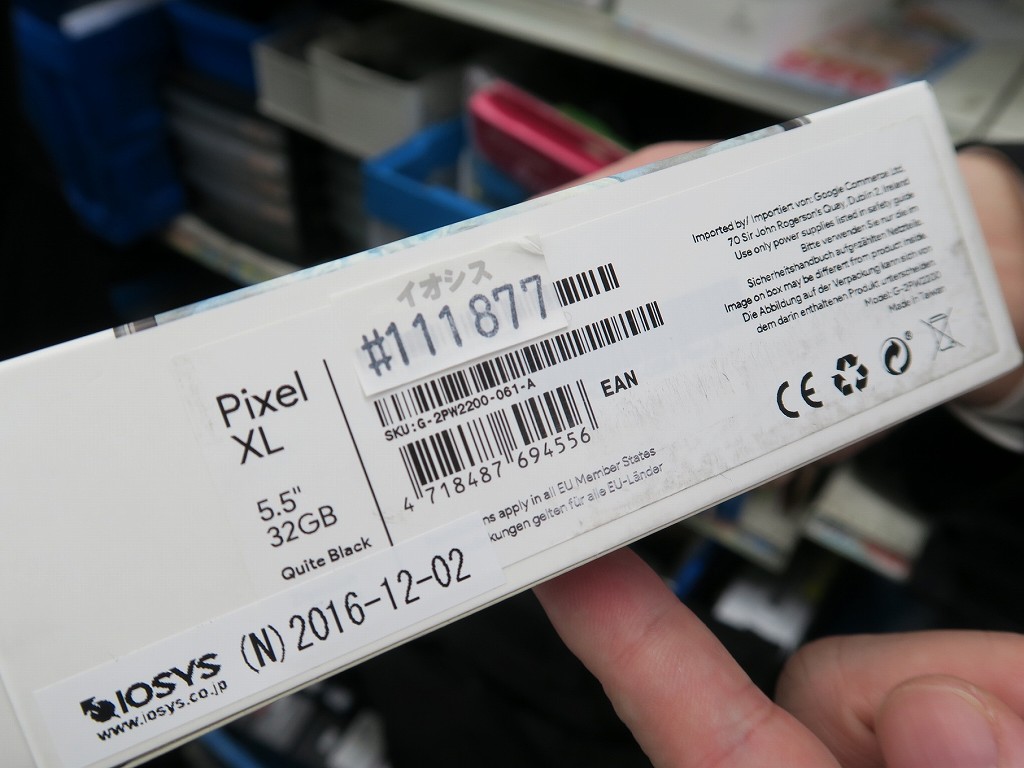 Pixel
XL
5.5"
32GB
Quite Black
イオシス
#111877
SKU:G-2PW2200-061-A
4 718487 694556
EAN
ns apply in all EU Member States
kungen gelten für alle EU-Länder
Imported by/ Importiert von: Google Commerce Ltd,
70 Sir John Rogerson's Quay, Dublin 2, Ireland
Use only power supplies listed in safety guide
Bitte verwenden Sie nur die im
Sicherheitshandbuch aufgezählten Netzteile.
Image on box may be different from product inside
Die Abbildung auf der Verpackung kann sich von
dem darin enthaltenen Produkt unterscheiden.
Model: G-2PW2200
Made in Taiwan
CE
IOSYS
www.iosys.co.jp
(N)2016-12-02